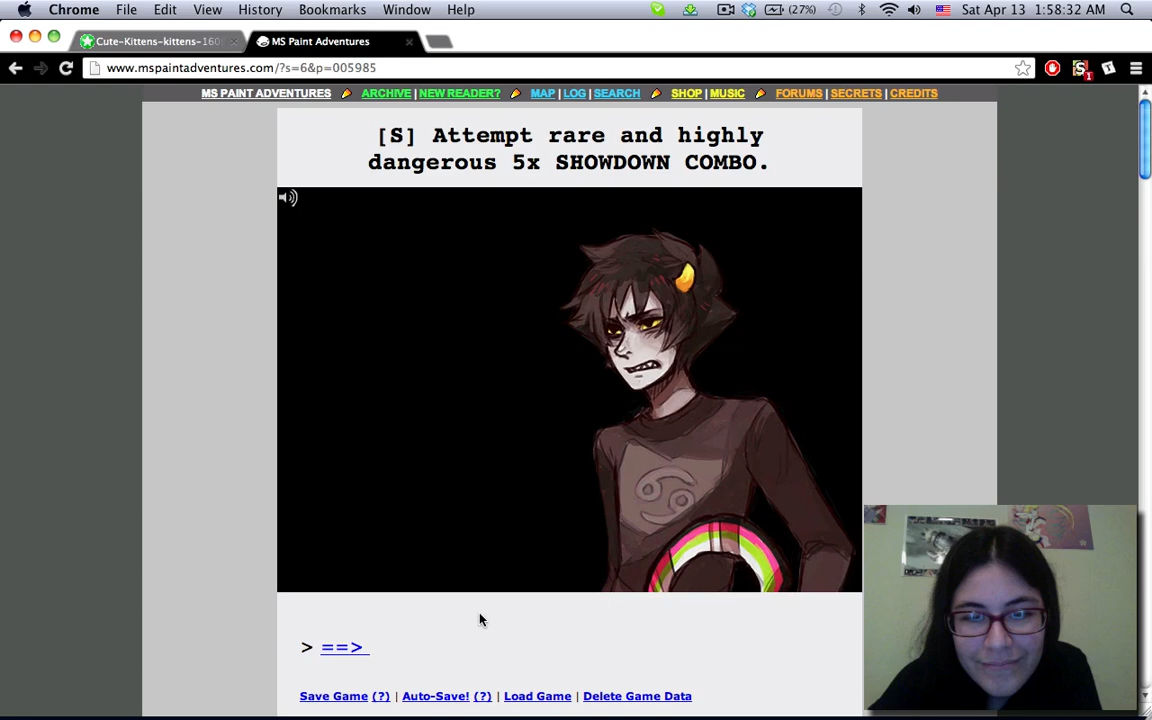 Chrome File Edit View History Bookmarks Window Help (27%) Sat Apr 13 1:58:32 AM
Cute-Kittens-kittens-160 MS Paint Adventures
www.mspaintadventures.com/?s=6&p=005985
MS PAINT ADVENTURES ARCHIVE | NEW READER? MAP | LOG | SEARCH SHOP | MUSIC FORUMS | SECRETS | CREDITS
[S] Attempt rare and highly
dangerous 5x SHOWDOWN COMBO.
> ==>
Save Game (?) | Auto-Save! (?) | Load Game | Delete Game Data